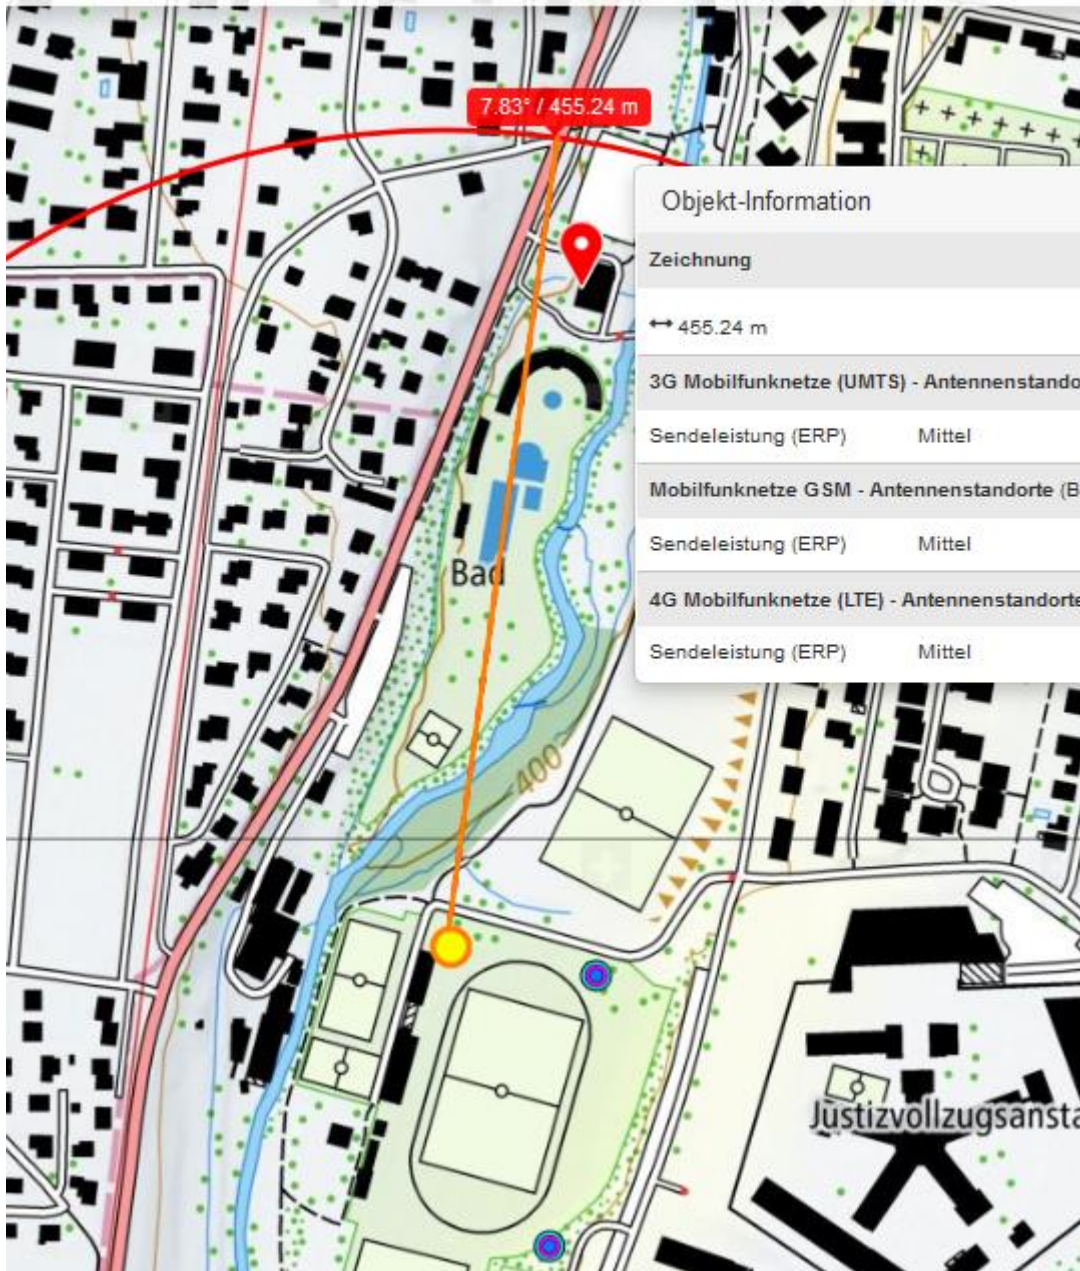 7.83° / 455.24 m
Objekt-Information
Zeichnung
↔ 455.24 m
3G Mobilfunknetze (UMTS) - Antennenstando
Sendeleistung (ERP) Mittel
Mobilfunknetze GSM - Antennenstandorte (B
Sendeleistung (ERP) Mittel
Bad
4G Mobilfunknetze (LTE) - Antennenstandorte
Sendeleistung (ERP) Mittel
400
Justizvollzugsansta